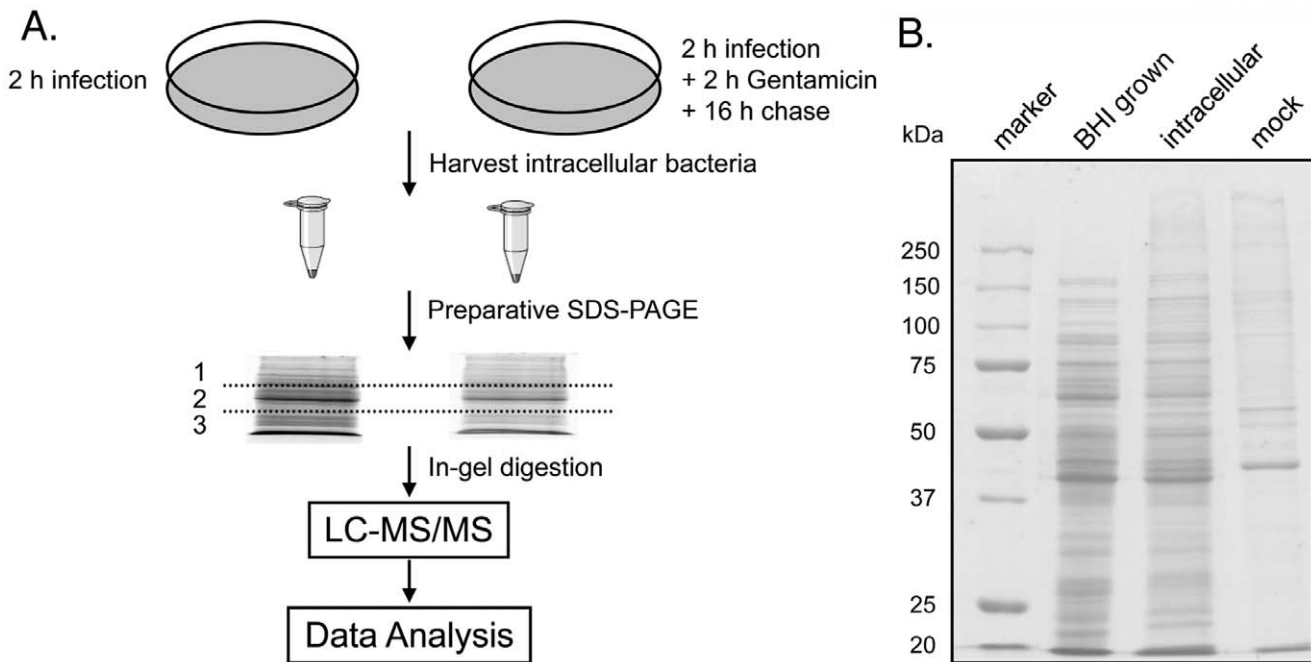 A.
2 h infection
2 h infection
+ 2 h Gentamicin
+ 16 h chase
Harvest intracellular bacteria
Preparative SDS-PAGE
1
2
3
In-gel digestion
LC-MS/MS
Data Analysis
B.
kDa
marker
BHI grown
intracellular
mock
250
150
100
75
50
37
25
20